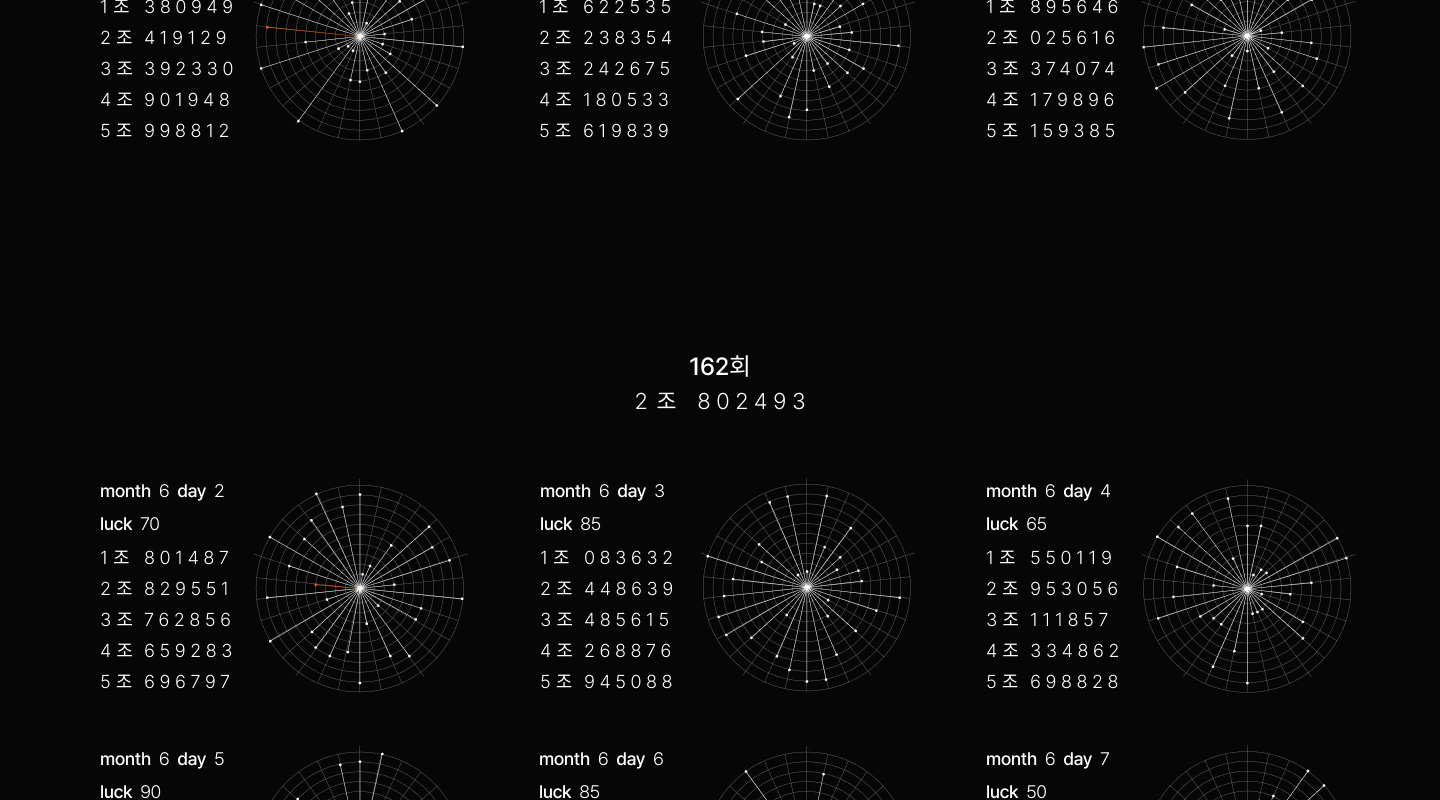 1조 380949
2조 419129
3조 392330
4조 901948
5조 998812
1조 622535
2조 238354
3조 242675
4조 180533
5조 619839
1조 895646
2조 025616
3조 374074
4조 179896
5조 159385
162회
2조 802493
month 6 day 2
luck 70
1조 801487
2조 829551
3조 762856
4조 659283
5조 696797
month 6 day 3
luck 85
1조 083632
2조 448639
3조 485615
4조 268876
5조 945088
month 6 day 4
luck 65
1조 550119
2조 953056
3조 111857
4조 334862
5조 698828
month 6 day 5
luck 90
month 6 day 6
luck 85
month 6 day 7
luck 50